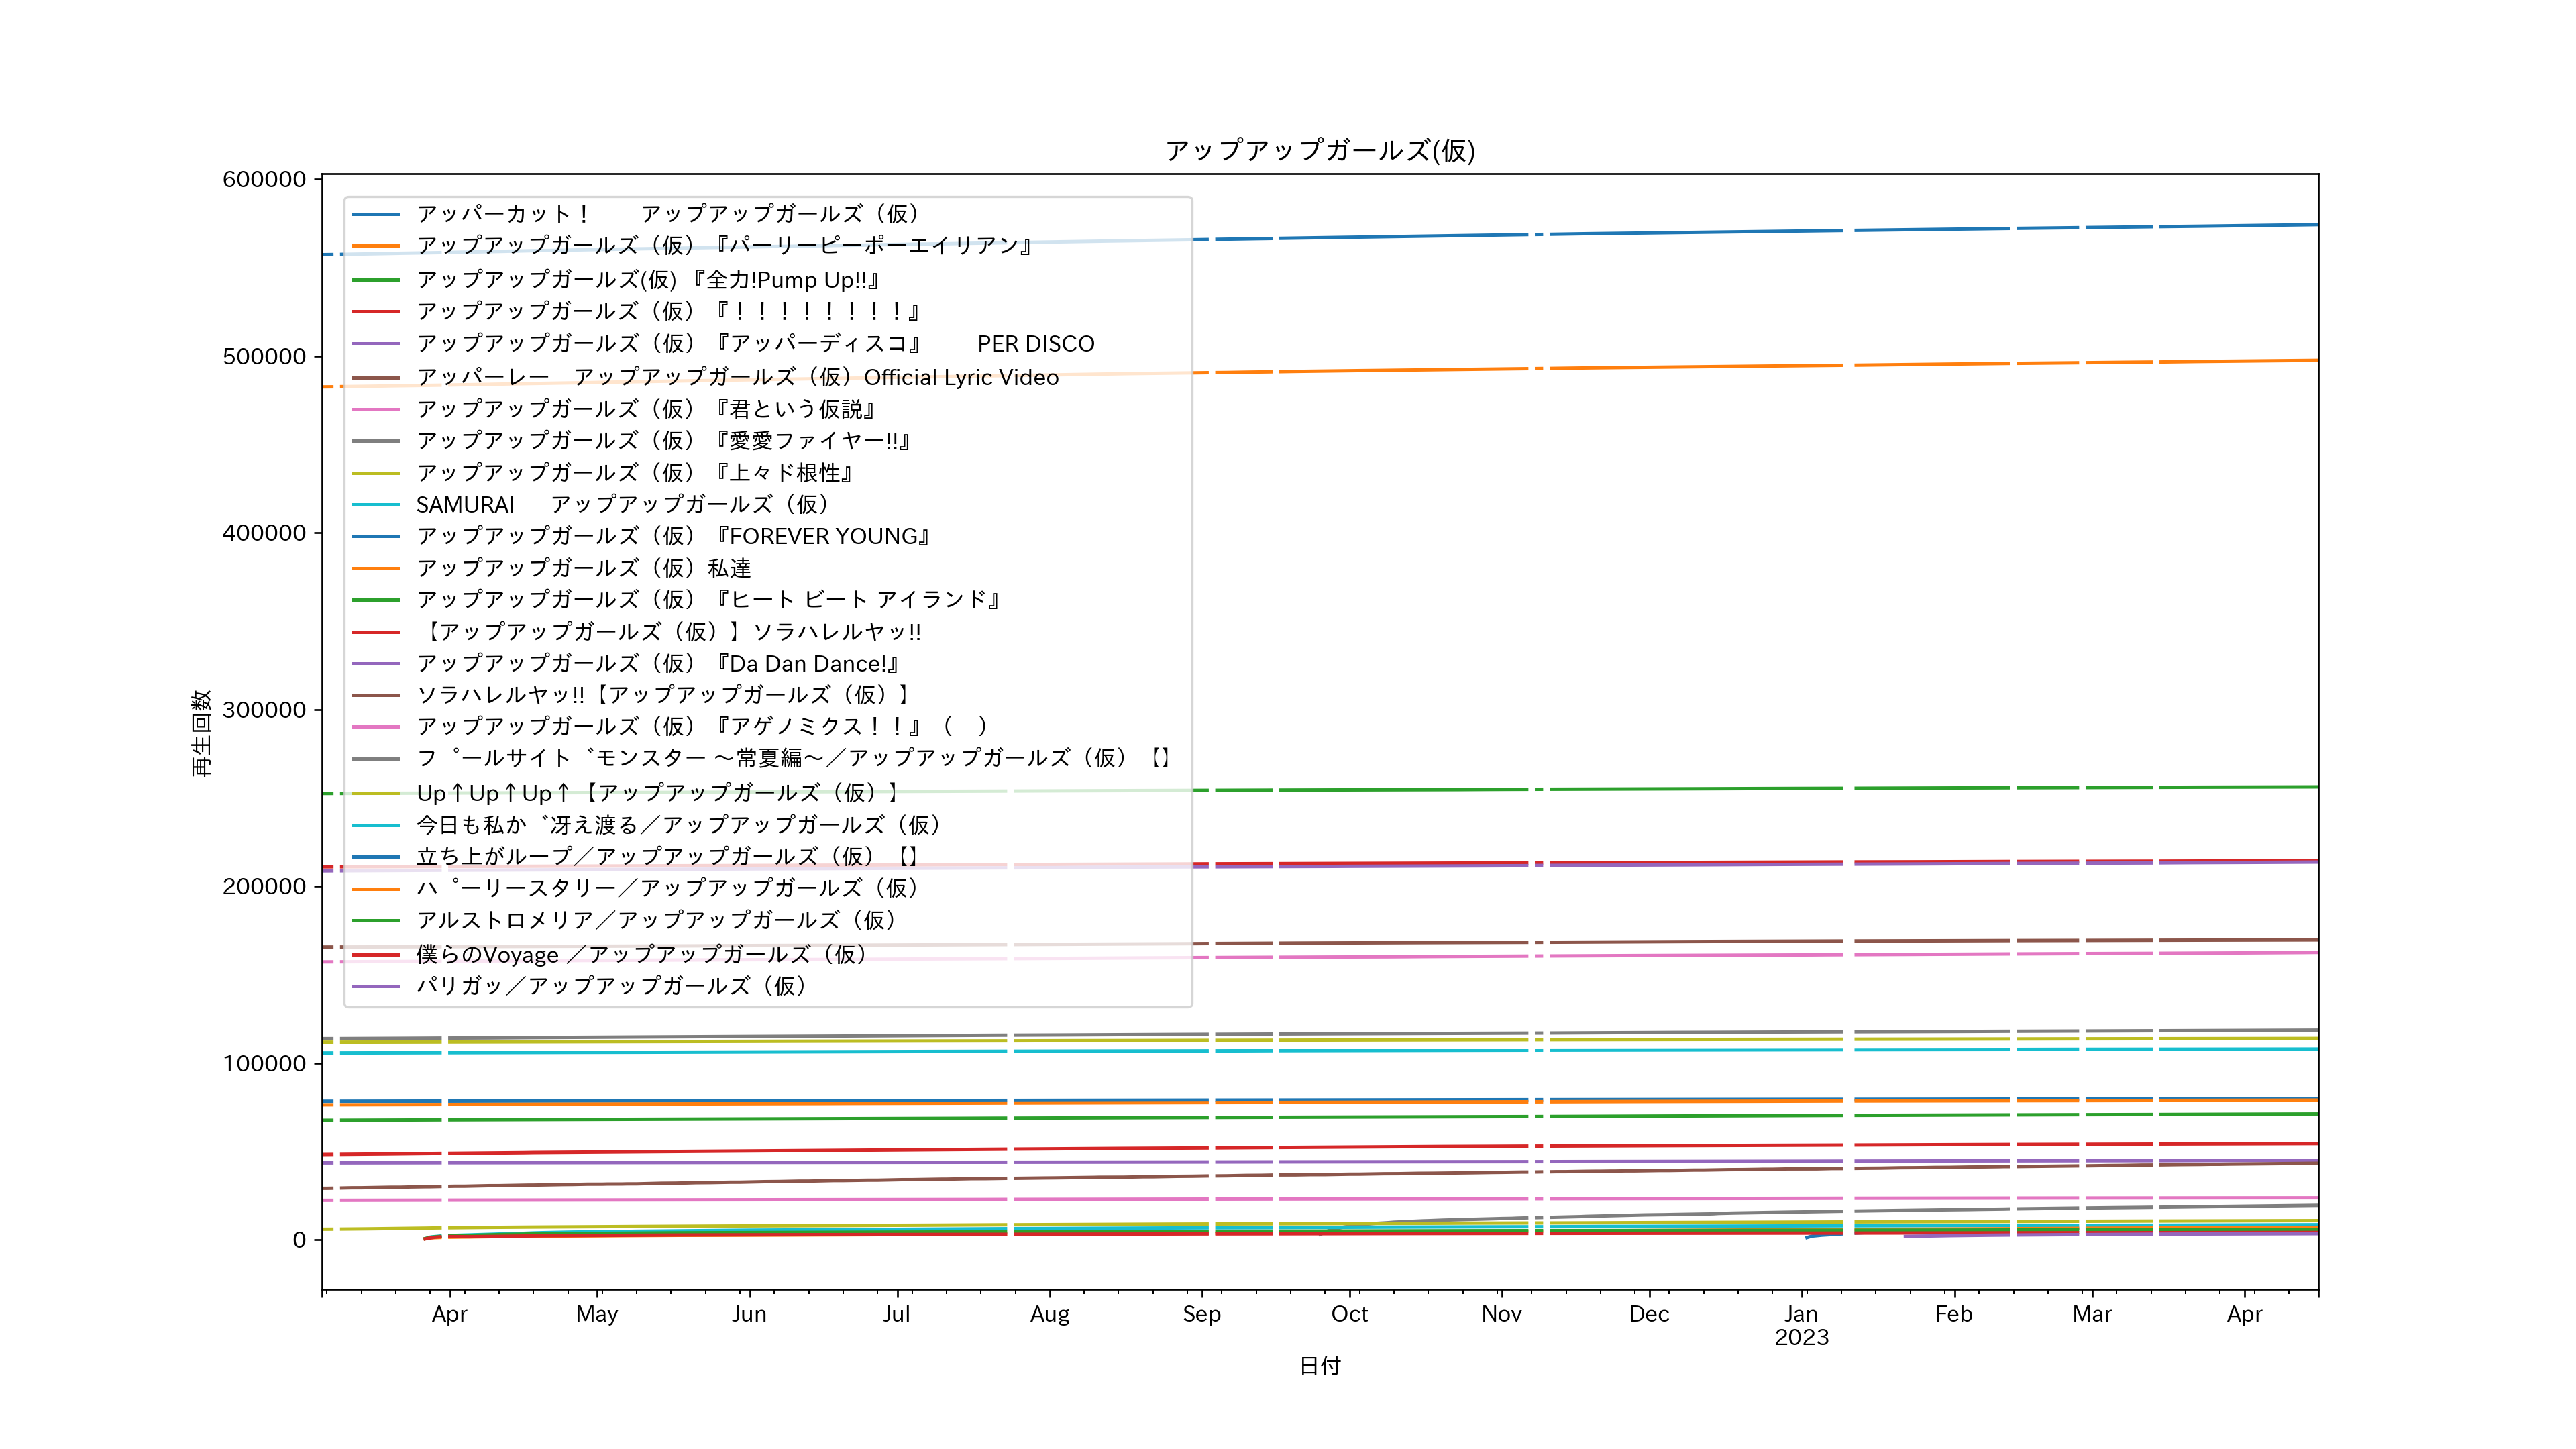 アップアップガールズ(仮)
600000
500000
400000
300000
200000
100000
0
再生回数
アッパーカット！　　アップアップガールズ（仮）
アップアップガールズ（仮）『パーリーピーポーエイリアン』
アップアップガールズ(仮) 『全力!Pump Up!!』
アップアップガールズ（仮）『！！！！！！！！』
アップアップガールズ（仮）『アッパーディスコ』　　PER DISCO
アッパーレー　アップアップガールズ（仮）Official Lyric Video
アップアップガールズ（仮）『君という仮説』
アップアップガールズ（仮）『愛愛ファイヤー!!』
アップアップガールズ（仮）『上々ド根性』
SAMURAI　 アップアップガールズ（仮）
アップアップガールズ（仮）『FOREVER YOUNG』
アップアップガールズ（仮）私達
アップアップガールズ（仮）『ヒート ビート アイランド』
【アップアップガールズ（仮）】ソラハレルヤッ!!
アップアップガールズ（仮）『Da Dan Dance!』
ソラハレルヤッ!!【アップアップガールズ（仮）】
アップアップガールズ（仮）『アゲノミクス！！』（　）
フ゜ールサイト゛モンスター 〜常夏編〜／アップアップガールズ（仮）【】
Up↑Up↑Up↑【アップアップガールズ（仮）】
今日も私か゛冴え渡る／アップアップガールズ（仮）
立ち上がループ／アップアップガールズ（仮）【】
ハ゜ーリースタリー／アップアップガールズ（仮）
アルストロメリア／アップアップガールズ（仮）
僕らのVoyage ／アップアップガールズ（仮）
パリガッ／アップアップガールズ（仮）
Apr May Jun Jul Aug Sep Oct Nov Dec Jan Feb Mar Apr
2023
日付